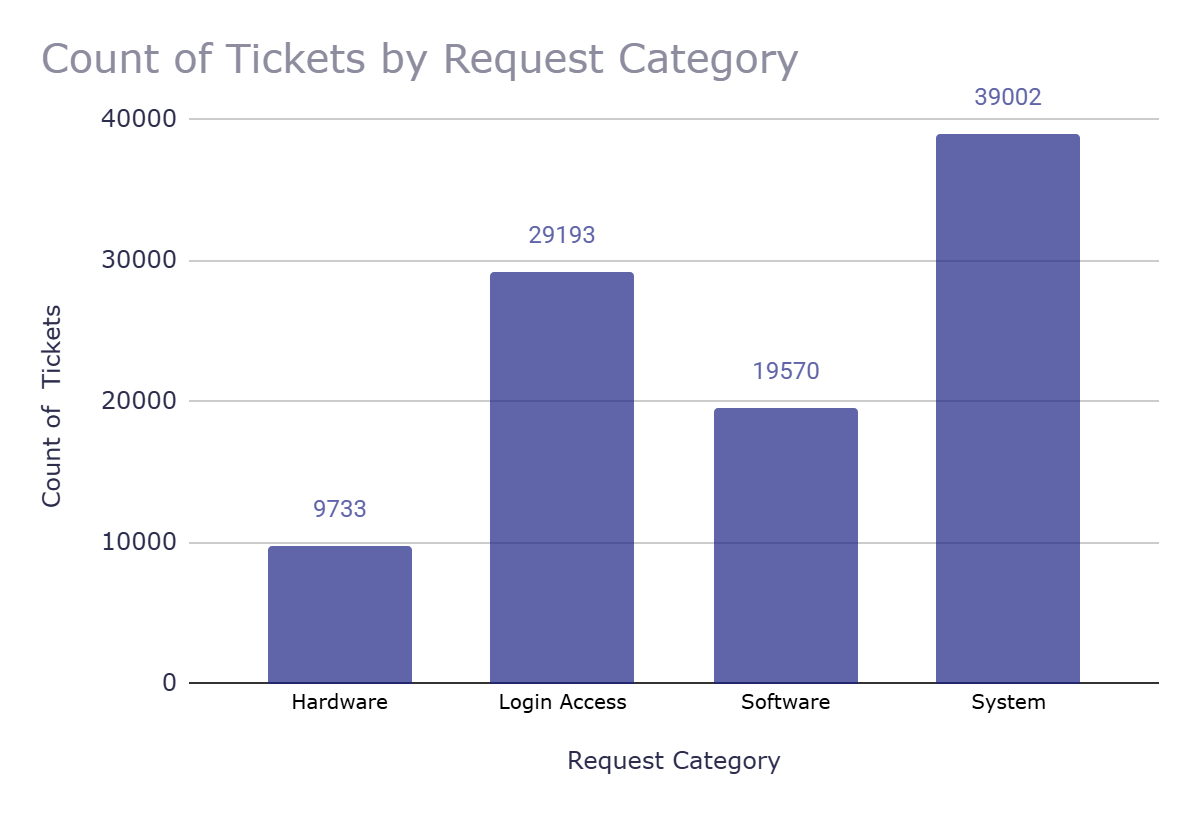 Count of Tickets by Request Category
39002
40000
29193
30000
19570
20000
9733
10000
0
Count of  Tickets
Hardware
Login Access
Software
System
Request Category